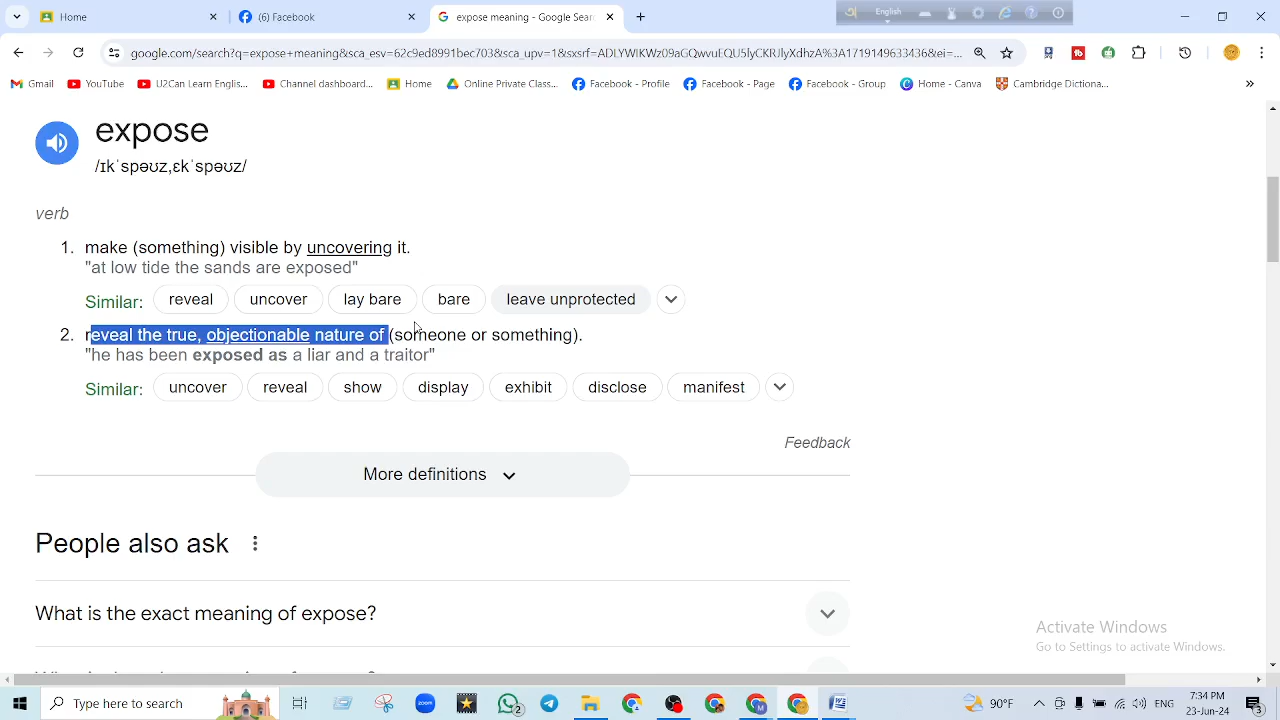 Home
(6) Facebook
expose meaning - Google Sear
English
google.com/search?q=expose+meaning&sca_esv=62c9ed8991bec703&sca_upv=1&sxsrf=
Gmail
YouTube
U2Can Learn Englis...
Channel dashboard...
Home
Online Private Class...
Facebook - Profile
Facebook - Page
Facebook - Group
Home - Canva
Cambridge Dictiona...
expose
/ɪkˈspəʊz,ɛkˈspəʊz/
verb
1. make (something) visible by uncovering it.
"at low tide the sands are exposed"
Similar: reveal uncover lay bare bare leave unprotected
2. reveal the true, objectionable nature of (someone or something).
"he has been exposed as a liar and a traitor"
Similar: uncover reveal show display exhibit disclose manifest
Feedback
More definitions
People also ask
What is the exact meaning of expose?
Activate Windows
Go to Settings to activate Windows.
Type here to search
zoom
2
90°F
ENG
7:34 PM
23-Jun-24
3